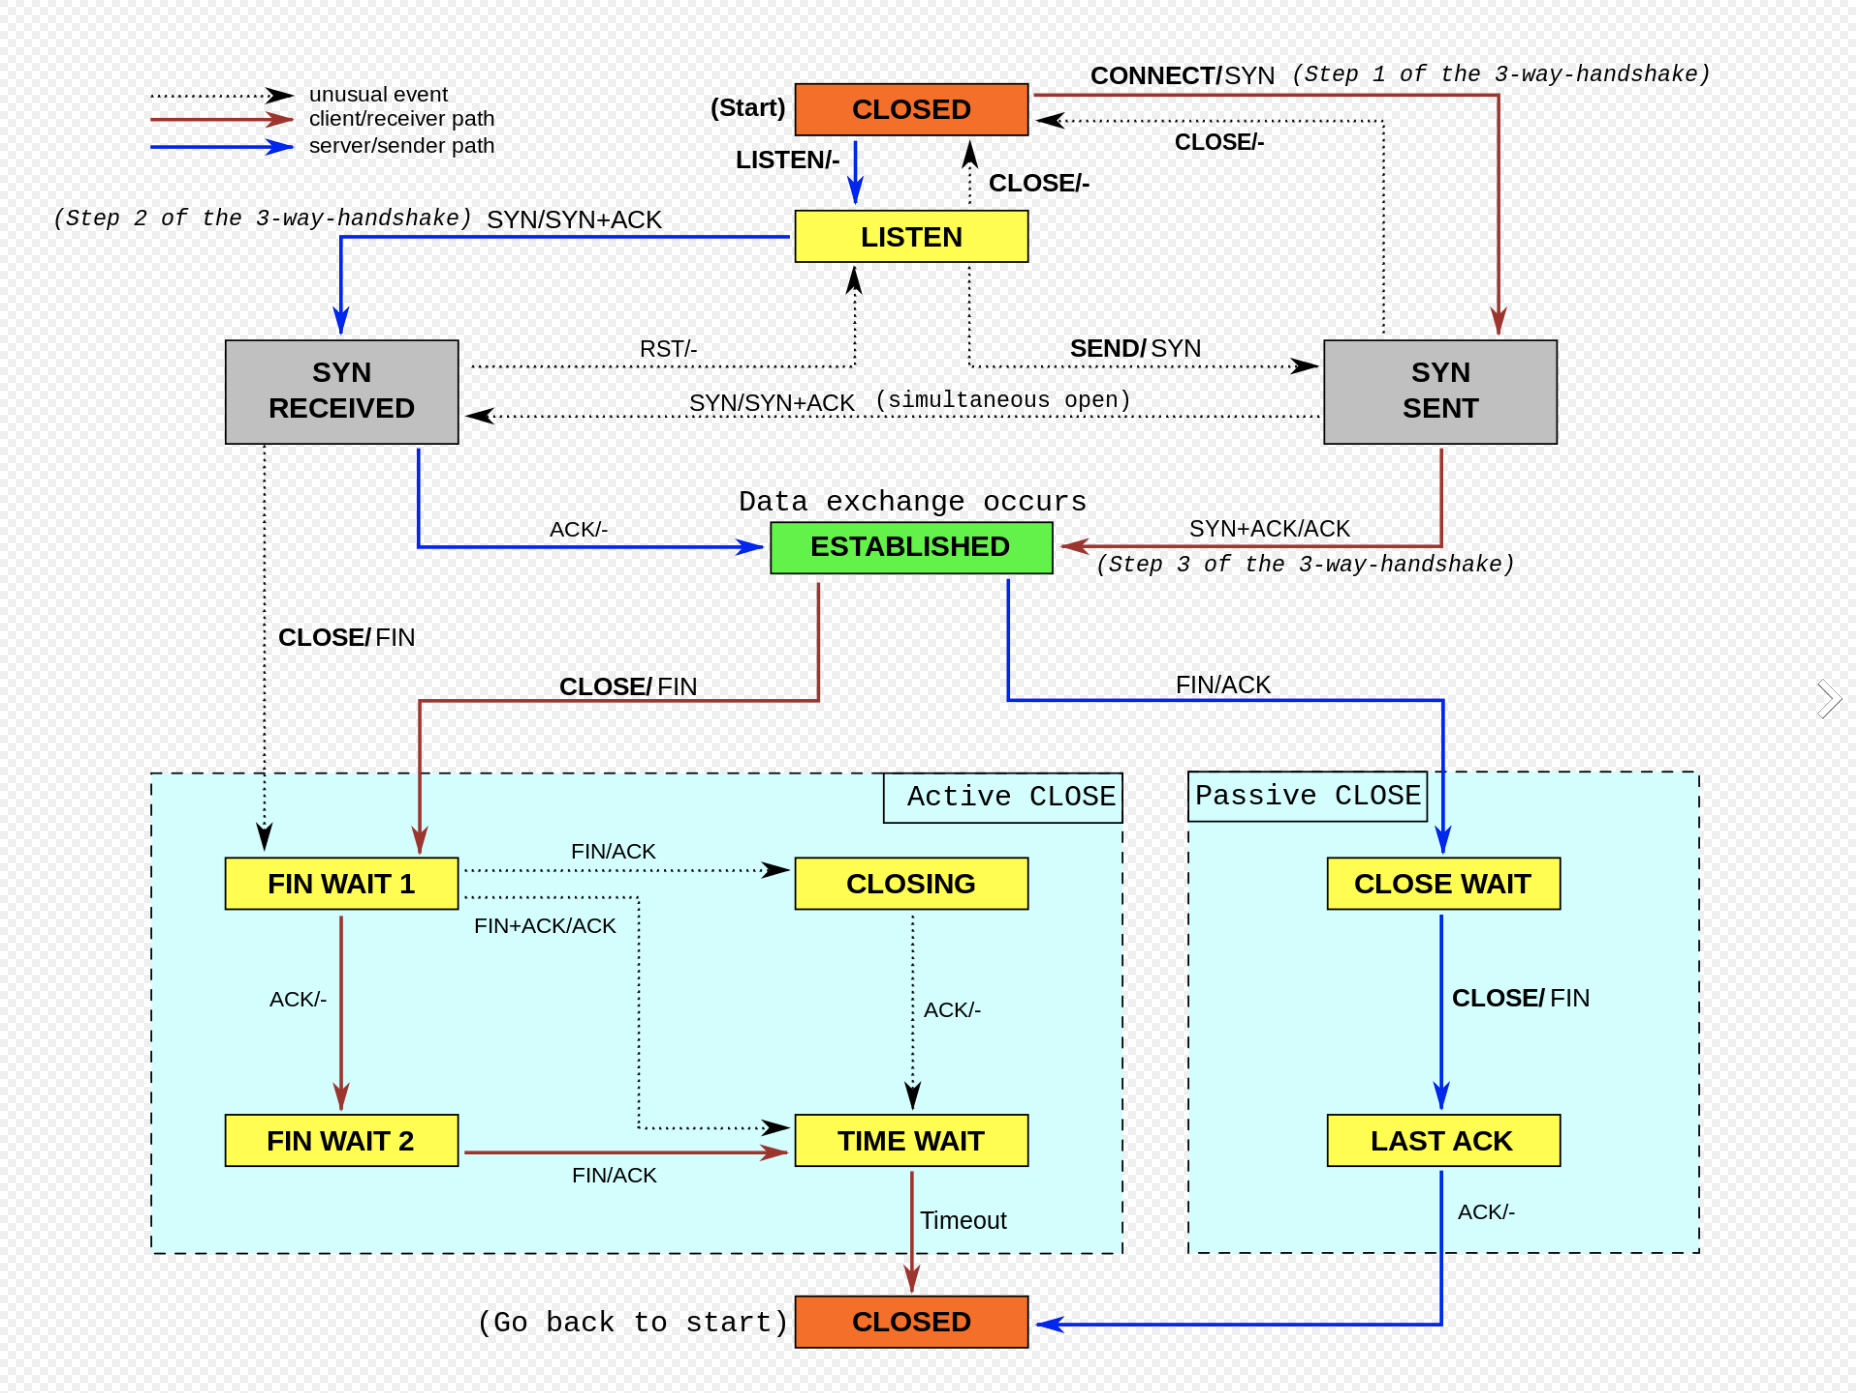 CONNECT/SYN (Step 1 of the 3-way-handshake)
unusual event
client/receiver path
server/sender path
(Start)
CLOSED
CLOSE/-
LISTEN/-
CLOSE/-
(Step 2 of the 3-way-handshake) SYN/SYN+ACK
LISTEN
RST/-
SEND/SYN
SYN
RECEIVED
SYN
SENT
SYN/SYN+ACK (simultaneous open)
Data exchange occurs
ACK/-
ESTABLISHED
SYN+ACK/ACK
(Step 3 of the 3-way-handshake)
CLOSE/FIN
CLOSE/FIN
FIN/ACK
Active CLOSE
Passive CLOSE
FIN/ACK
FIN WAIT 1
CLOSING
CLOSE WAIT
FIN+ACK/ACK
ACK/-
ACK/-
CLOSE/FIN
FIN WAIT 2
TIME WAIT
LAST ACK
FIN/ACK
Timeout
ACK/-
(Go back to start)
CLOSED